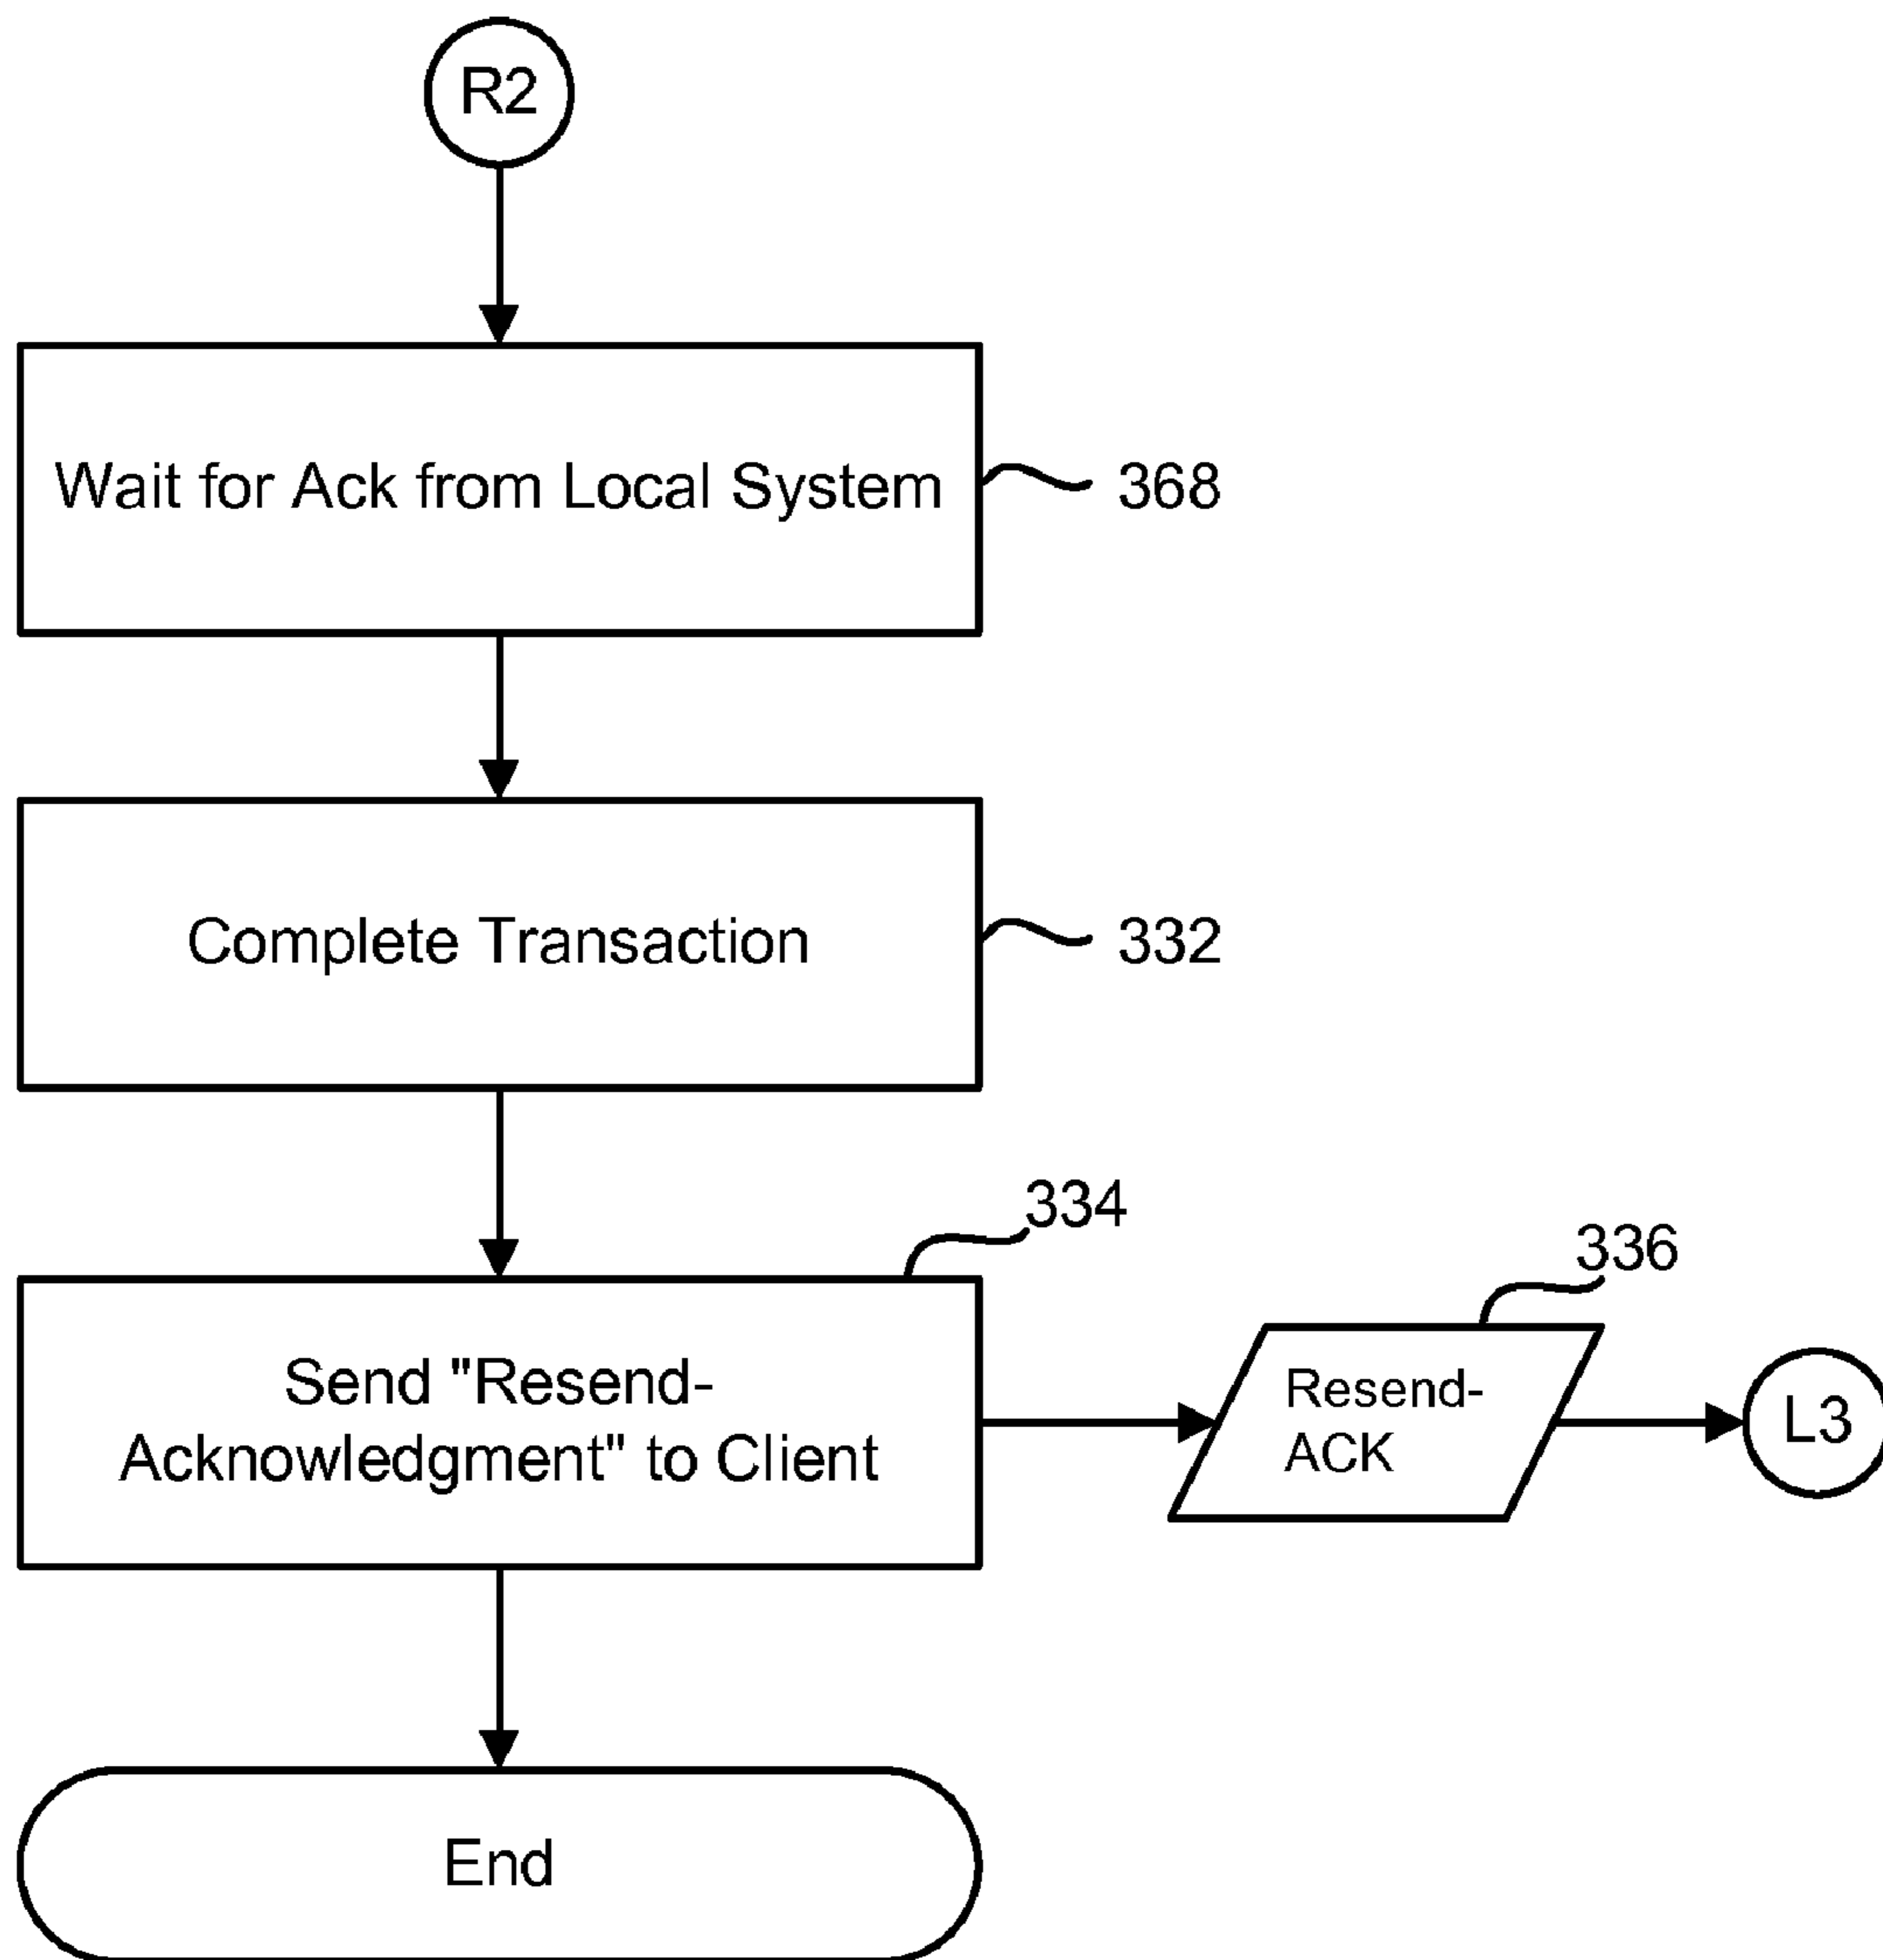 R2
Wait for Ack from Local System
368
Complete Transaction
332
334
336
Send "Resend-
Acknowledgment" to Client
Resend-
ACK
L3
End